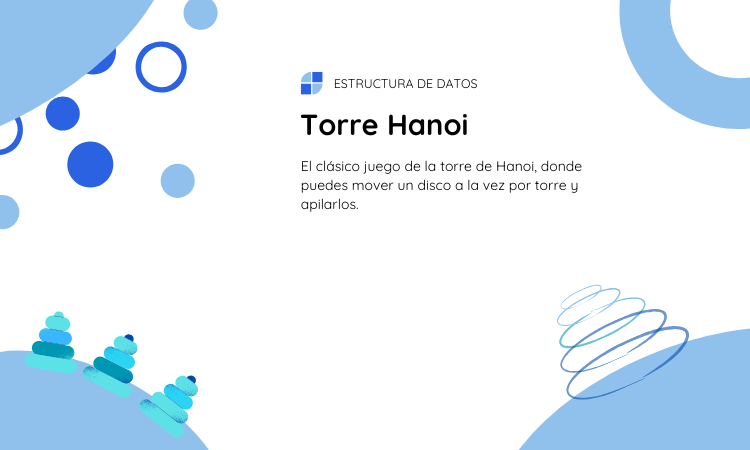 ESTRUCTURA DE DATOS
Torre Hanoi
El clásico juego de la torre de Hanoi, donde
puedes mover un disco a la vez por torre y
apilarlos.